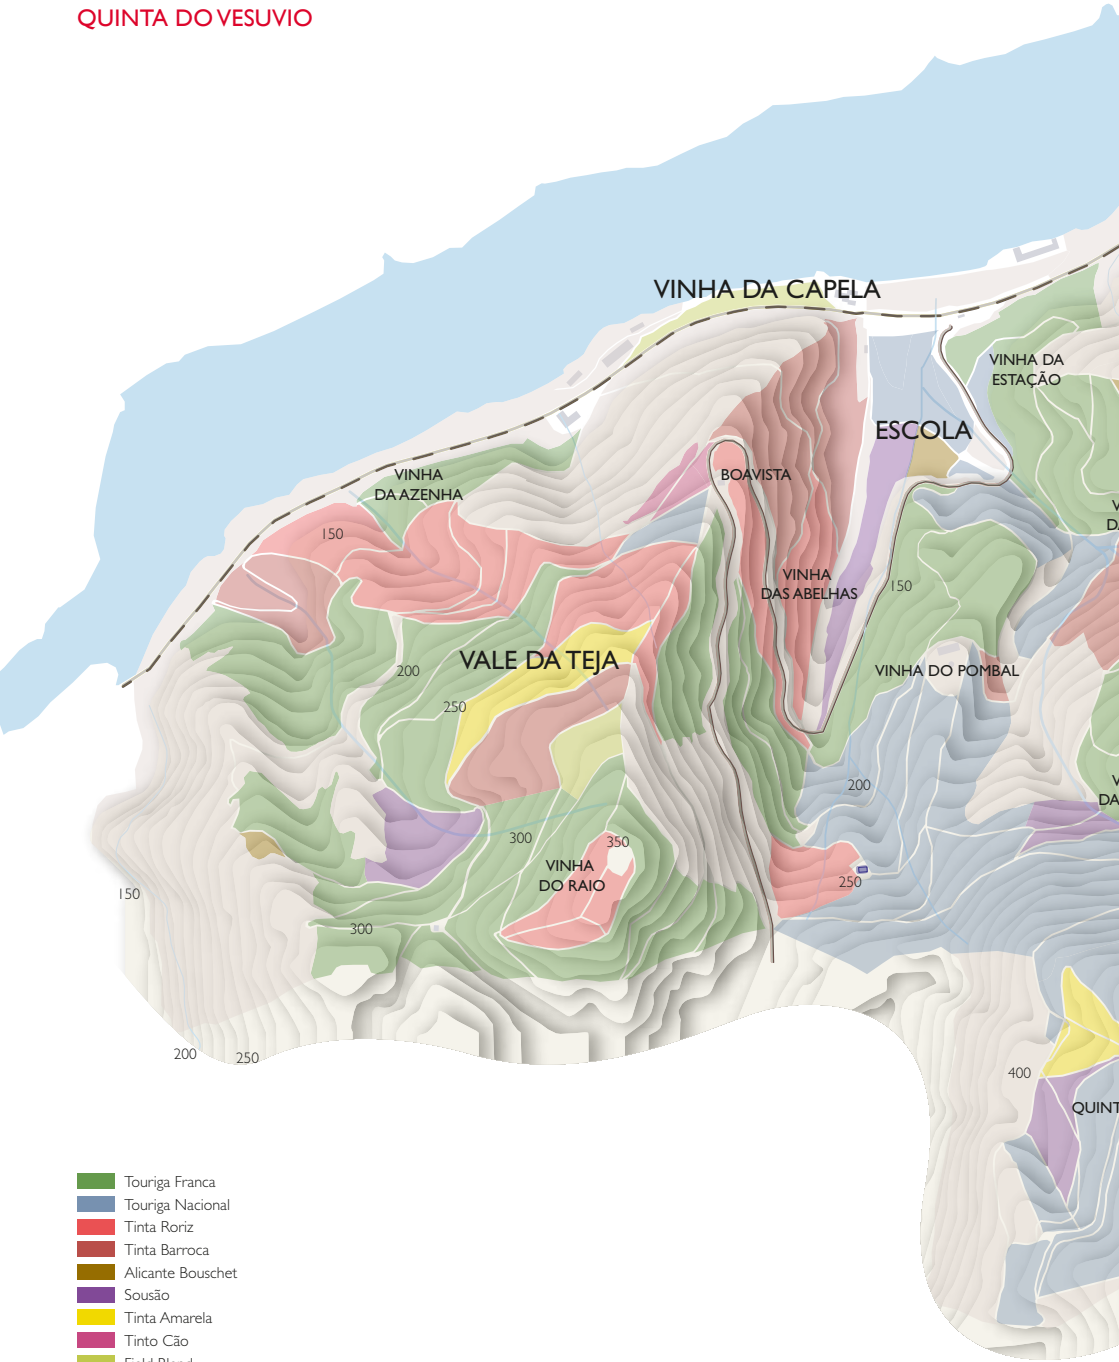 QUINTA DO VESUVIO
VINHA DA CAPELA
VINHA DA
ESTAÇÃO
ESCOLA
BOAVISTA
VINHA
DA AZENHA
150
VINHA
DAS ABELHAS
150
VALE DA TEJA
200
250
VINHA DO POMBAL
200
300
350
VINHA
DO RAIO
250
150
300
200
250
400
Touriga Franca
Touriga Nacional
Tinta Roriz
Tinta Barroca
Alicante Bouschet
Sousão
Tinta Amarela
Tinto Cão
Field Blend